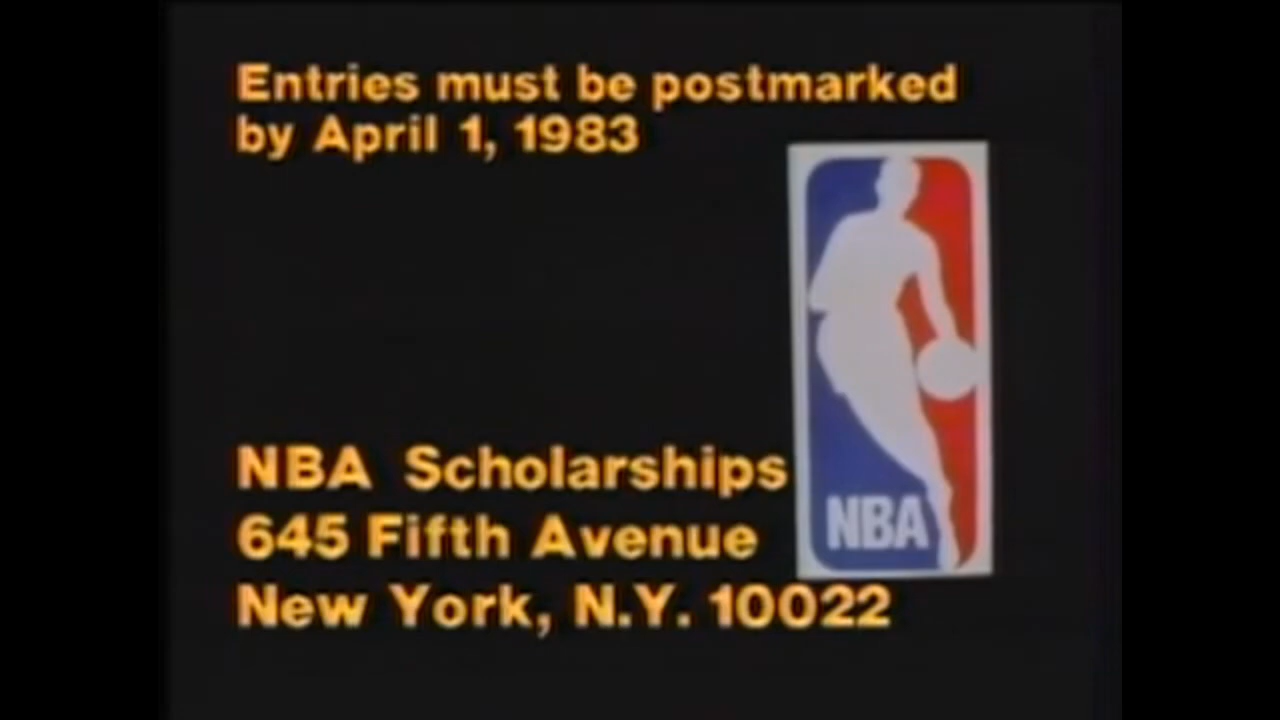 Entries must be postmarked
by April 1, 1983
NBA
NBA Scholarships
645 Fifth Avenue
New York, N.Y. 10022